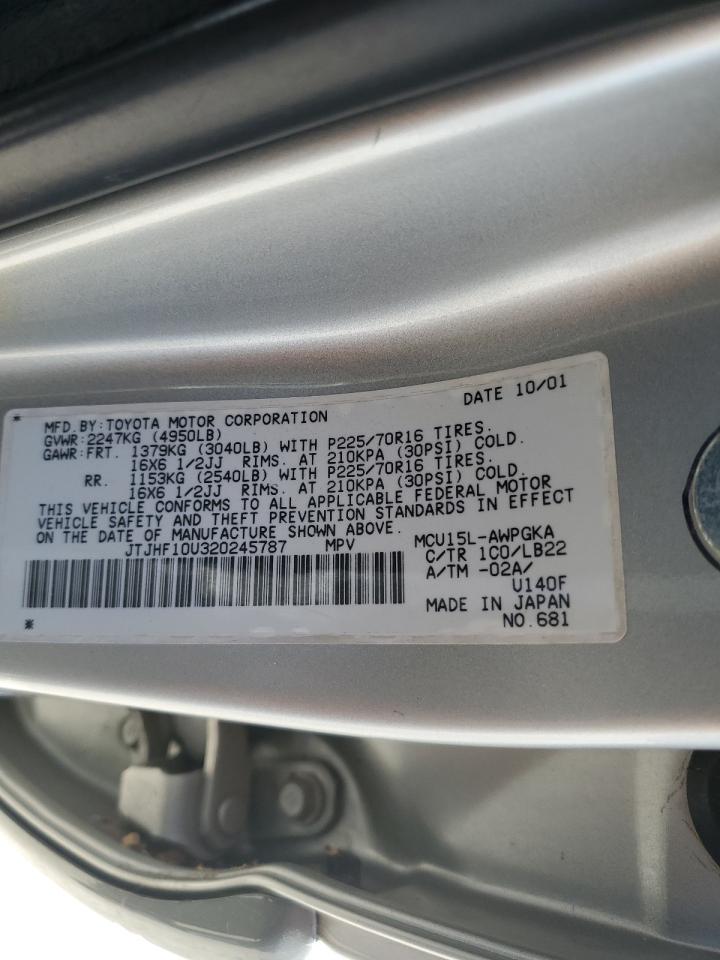 * DATE 10/01
MFD.BY:TOYOTA MOTOR CORPORATION
GVWR:2247KG (4950LB)
GAWR:FRT. 1379KG (3040LB) WITH P225/70R16 TIRES.
16X6 1/2JJ RIMS. AT 210KPA (30PSI) COLD.
RR. 1153KG (2540LB) WITH P225/70R16 TIRES.
16X6 1/2JJ RIMS. AT 210KPA (30PSI) COLD.
THIS VEHICLE CONFORMS TO ALL APPLICABLE FEDERAL MOTOR
VEHICLE SAFETY AND THEFT PREVENTION STANDARDS IN EFFECT
ON THE DATE OF MANUFACTURE SHOWN ABOVE.
JTJHF10U320245787 MPV MCU15L-AWPGKA
C/TR 1C0/LB22
A/TM -02A/
U140F
MADE IN JAPAN
* NO.681